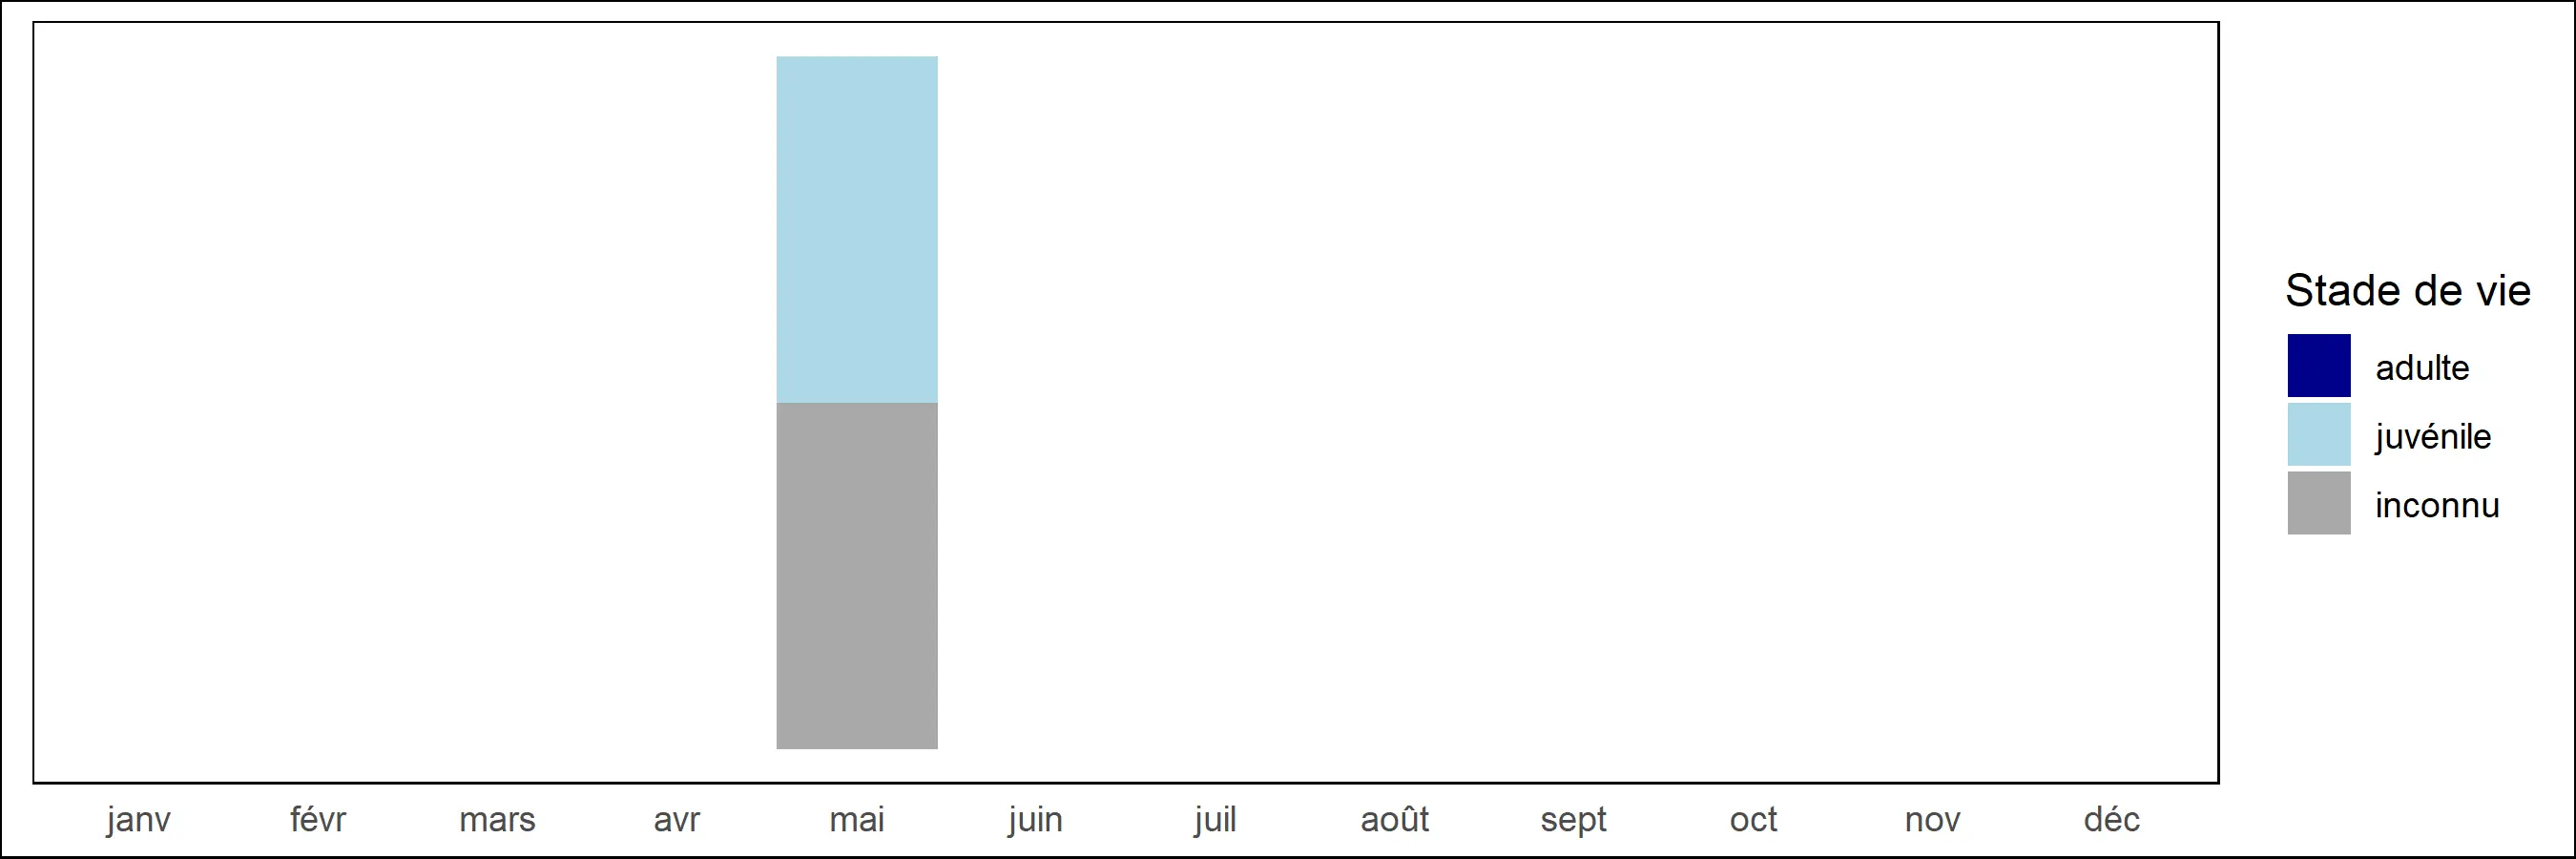 Stade de vie
adulte
juvénile
inconnu
janv févr mars avr mai juin juil août sept oct nov déc